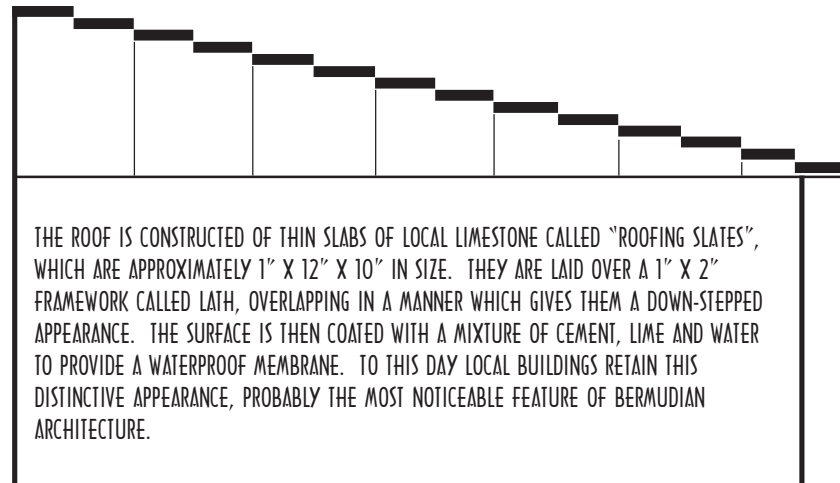 THE ROOF IS CONSTRUCTED OF THIN SLABS OF LOCAL LIMESTONE CALLED “ROOFING SLATES”,
WHICH ARE APPROXIMATELY 1” X 12” X 10” IN SIZE. THEY ARE LAID OVER A 1” X 2”
FRAMEWORK CALLED LATH, OVERLAPPING IN A MANNER WHICH GIVES THEM A DOWN-STEPPED
APPEARANCE. THE SURFACE IS THEN COATED WITH A MIXTURE OF CEMENT, LIME AND WATER
TO PROVIDE A WATERPROOF MEMBRANE. TO THIS DAY LOCAL BUILDINGS RETAIN THIS
DISTINCTIVE APPEARANCE, PROBABLY THE MOST NOTICEABLE FEATURE OF BERMUDIAN
ARCHITECTURE.